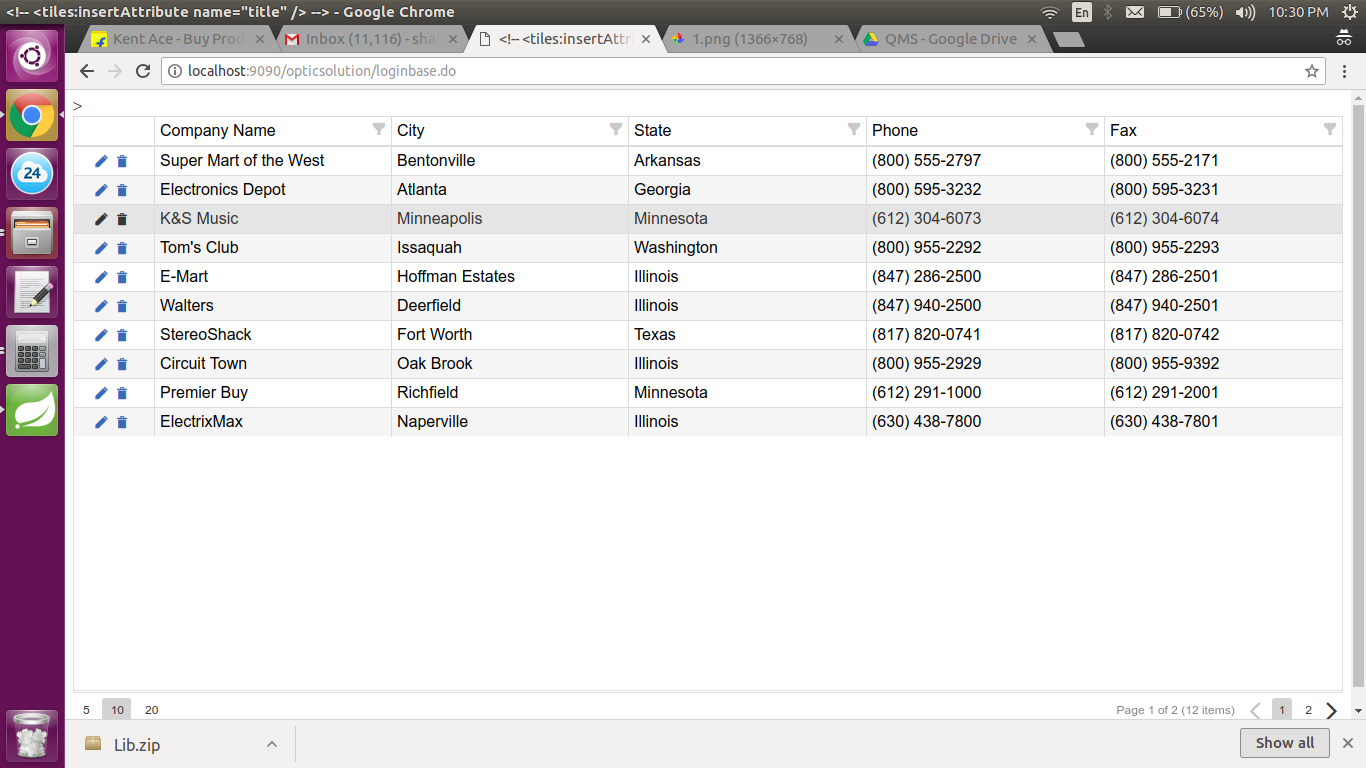 <!-- <tiles:insertAttribute name="title" /> --> - Google Chrome En (65%) 10:30 PM
Kent Ace - Buy Prod Inbox (11,116) - sha <!-- <tiles:insertAttri 1.png (1366×768) QMS - Google Drive
localhost:9090/opticsolution/loginbase.do
>
Company Name City State Phone Fax
Super Mart of the West Bentonville Arkansas (800) 555-2797 (800) 555-2171
Electronics Depot Atlanta Georgia (800) 595-3232 (800) 595-3231
K&S Music Minneapolis Minnesota (612) 304-6073 (612) 304-6074
Tom's Club Issaquah Washington (800) 955-2292 (800) 955-2293
E-Mart Hoffman Estates Illinois (847) 286-2500 (847) 286-2501
Walters Deerfield Illinois (847) 940-2500 (847) 940-2501
StereoShack Fort Worth Texas (817) 820-0741 (817) 820-0742
Circuit Town Oak Brook Illinois (800) 955-2929 (800) 955-9392
Premier Buy Richfield Minnesota (612) 291-1000 (612) 291-2001
ElectrixMax Naperville Illinois (630) 438-7800 (630) 438-7801
5 10 20 Page 1 of 2 (12 items) 1 2
Lib.zip Show all
24